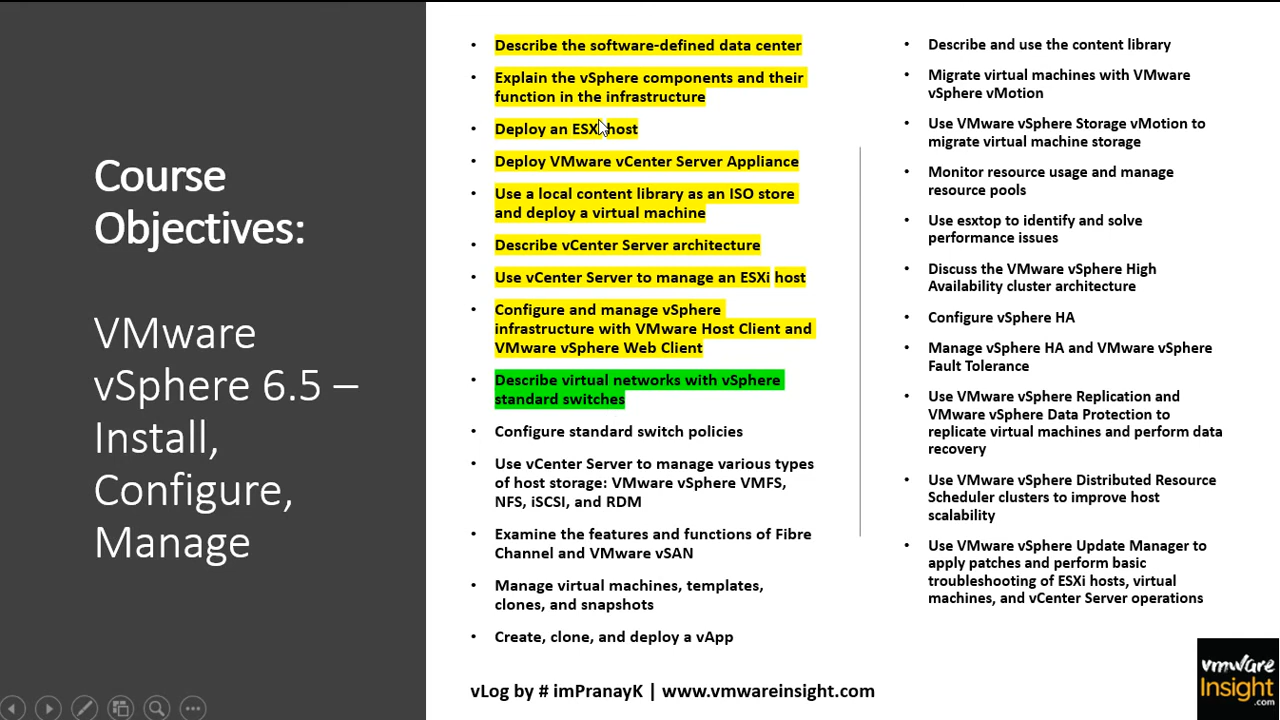 Course
Objectives:
VMware
vSphere 6.5 –
Install,
Configure,
Manage
• Describe the software-defined data center
• Explain the vSphere components and their
function in the infrastructure
• Deploy an ESXi host
• Deploy VMware vCenter Server Appliance
• Use a local content library as an ISO store
and deploy a virtual machine
• Describe vCenter Server architecture
• Use vCenter Server to manage an ESXi host
• Configure and manage vSphere
infrastructure with VMware Host Client and
VMware vSphere Web Client
• Describe virtual networks with vSphere
standard switches
• Configure standard switch policies
• Use vCenter Server to manage various types
of host storage: VMware vSphere VMFS,
NFS, iSCSI, and RDM
• Examine the features and functions of Fibre
Channel and VMware vSAN
• Manage virtual machines, templates,
clones, and snapshots
• Create, clone, and deploy a vApp
• Describe and use the content library
• Migrate virtual machines with VMware
vSphere vMotion
• Use VMware vSphere Storage vMotion to
migrate virtual machine storage
• Monitor resource usage and manage
resource pools
• Use esxtop to identify and solve
performance issues
• Discuss the VMware vSphere High
Availability cluster architecture
• Configure vSphere HA
• Manage vSphere HA and VMware vSphere
Fault Tolerance
• Use VMware vSphere Replication and
VMware vSphere Data Protection to
replicate virtual machines and perform data
recovery
• Use VMware vSphere Distributed Resource
Scheduler clusters to improve host
scalability
• Use VMware vSphere Update Manager to
apply patches and perform basic
troubleshooting of ESXi hosts, virtual
machines, and vCenter Server operations
vLog by # imPranayK | www.vmwareinsight.com
vmware
Insight
.com